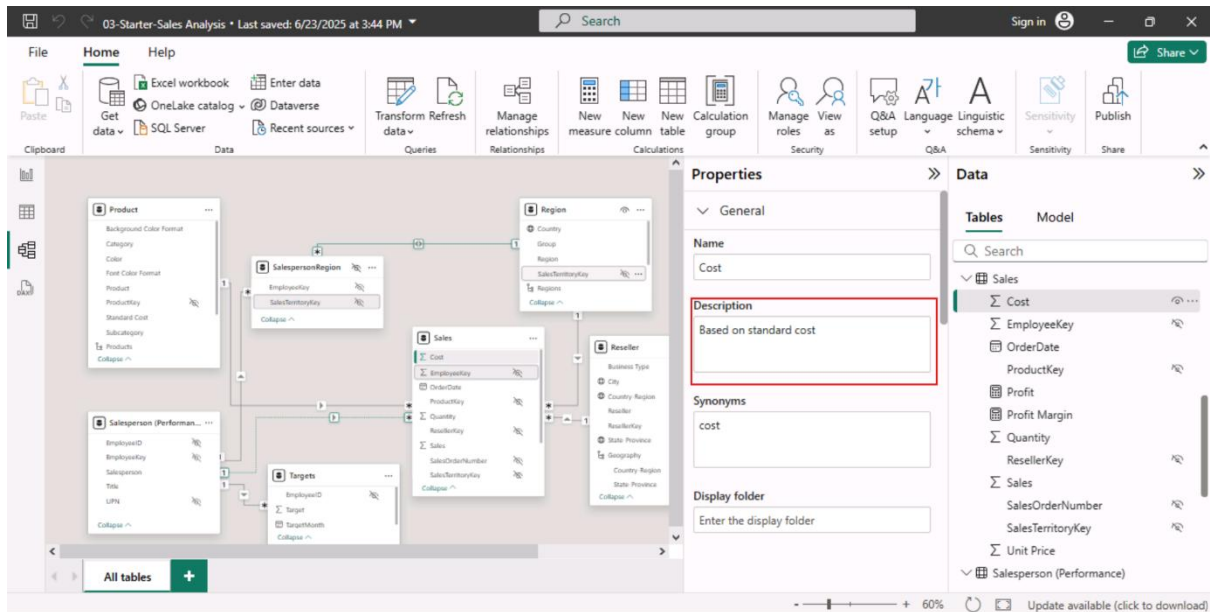 03-Starter-Sales Analysis • Last saved: 6/23/2025 at 3:44 PM
Search
Sign in
File
Home
Help
Share
Paste
Clipboard
Get
data
Excel workbook
OneLake catalog
SQL Server
Enter data
Dataverse
Recent sources
Data
Transform
data
Refresh
Queries
Manage
relationships
Relationships
New
measure
New
column
New
table
Calculation
group
Calculations
Manage
roles
View
as
Security
Q&A
setup
Language
Linguistic
schema
Q&A
Sensitivity
Sensitivity
Publish
Share
Product
Background Color Format
Category
Color
Font Color Format
Product
ProductKey
Standard Cost
Subcategory
Products
Collapse
SalespersonRegion
EmployeeKey
SalesTerritoryKey
Collapse
Region
Country
Group
Region
SalesTerritoryKey
Regions
Collapse
Sales
Cost
EmployeeKey
OrderDate
ProductKey
Quantity
ResellerKey
Sales
SalesOrderNumber
SalesTerritoryKey
Collapse
Reseller
Business Type
City
Country-Region
Reseller
ResellerKey
State-Province
Geography
Country-Region
State-Province
Collapse
Salesperson (Performan...
EmployeeID
EmployeeKey
Salesperson
Title
UPN
Collapse
Targets
EmployeeID
Target
TargetMonth
Collapse
All tables
Properties
General
Name
Cost
Description
Based on standard cost
Synonyms
cost
Display folder
Enter the display folder
Data
Tables
Model
Search
Sales
Cost
EmployeeKey
OrderDate
ProductKey
Profit
Profit Margin
Quantity
ResellerKey
Sales
SalesOrderNumber
SalesTerritoryKey
Unit Price
Salesperson (Performance)
60%
Update available (click to download)